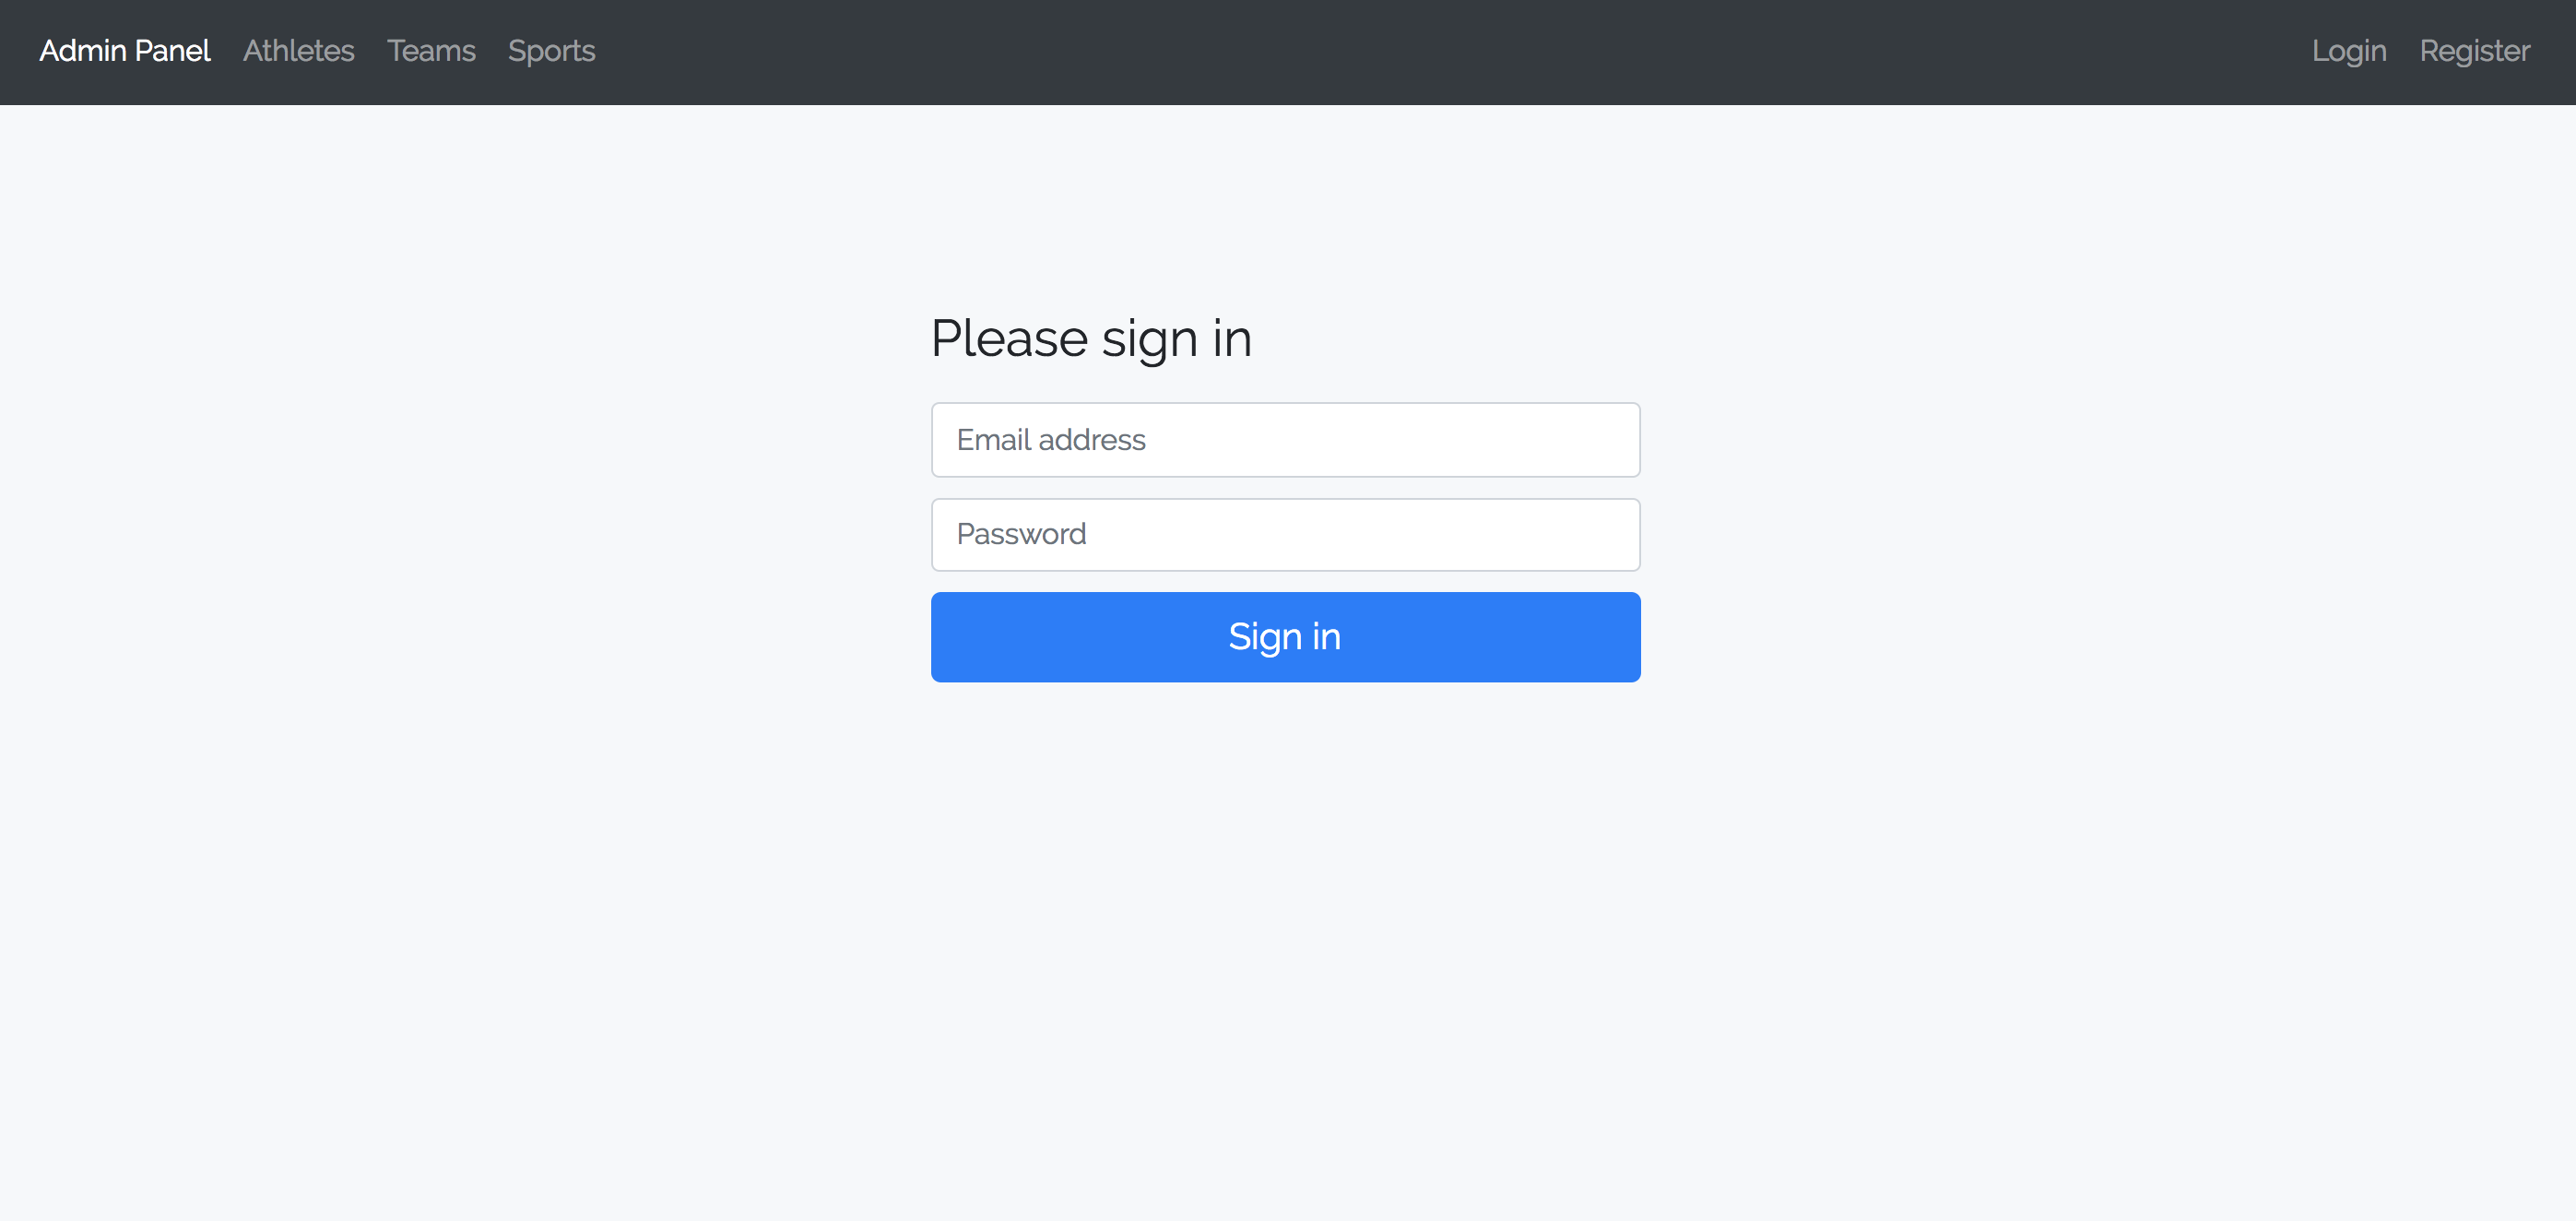 Admin Panel Athletes Teams Sports Login Register
Please sign in
Email address
Password
Sign in